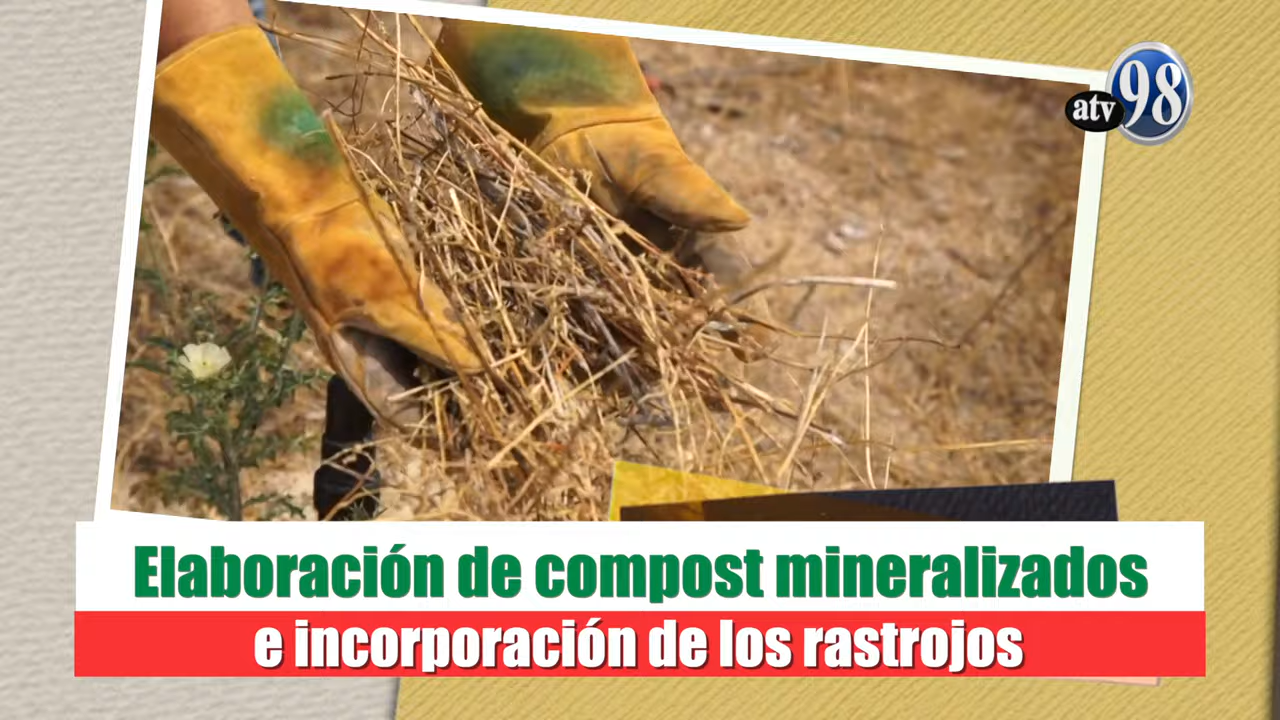 atv 98
Elaboración de compost mineralizados
e incorporación de los rastrojos